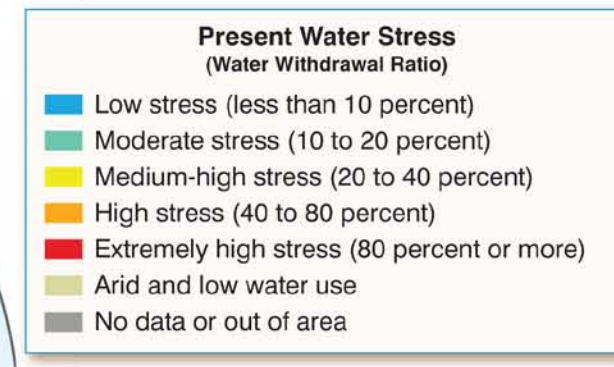 Present Water Stress
(Water Withdrawal Ratio)
Low stress (less than 10 percent)
Moderate stress (10 to 20 percent)
Medium-high stress (20 to 40 percent)
High stress (40 to 80 percent)
Extremely high stress (80 percent or more)
Arid and low water use
No data or out of area